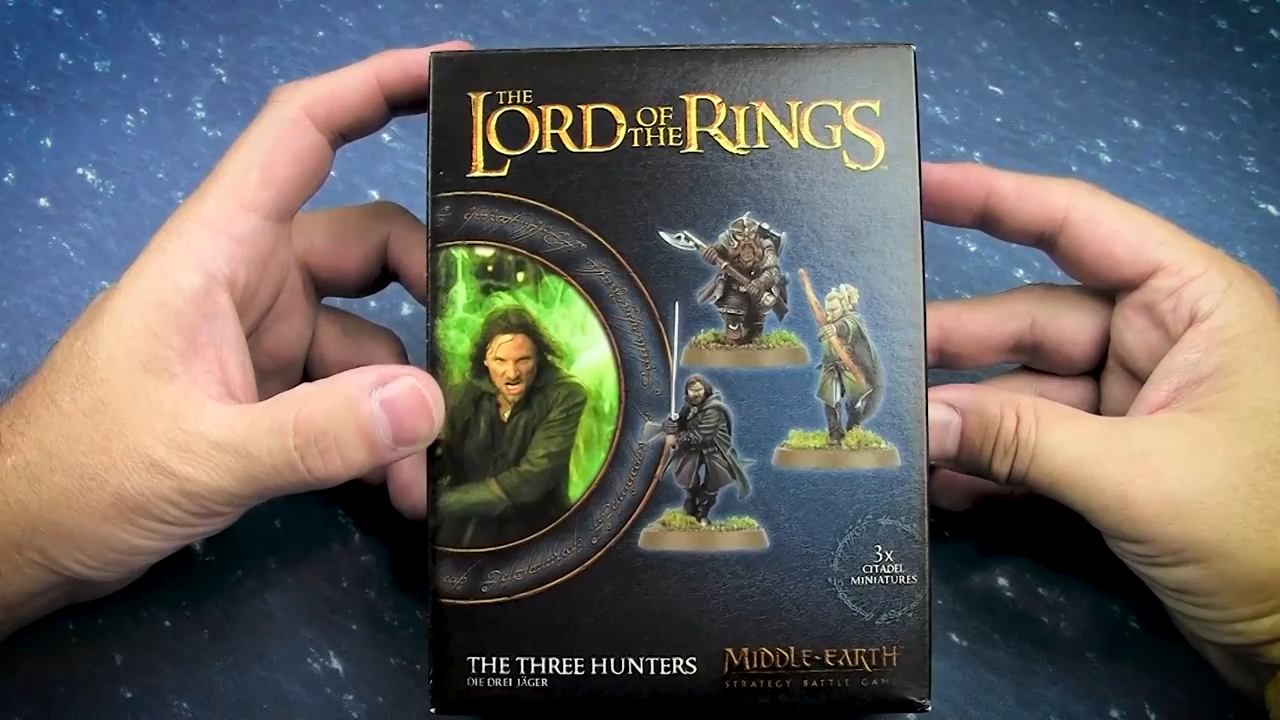 THE LORD OF THE RINGS
3x
CITADEL
MINIATURES
THE THREE HUNTERS
DIE DREI JÄGER
MIDDLE-EARTH
STRATEGY BATTLE GAME